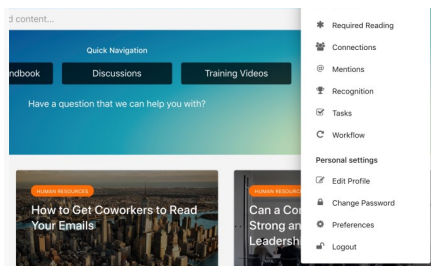 d content...
Quick Navigation
ndbook
Discussions
Training Videos
Have a question that we can help you with?
HUMAN RESOURCES
How to Get Coworkers to Read
Your Emails
HUMAN RESOURC
Can a Co
Strong an
Leadersh
Required Reading
Connections
@ Mentions
Recognition
Tasks
Workflow
Personal settings
Edit Profile
Change Password
Preferences
Logout